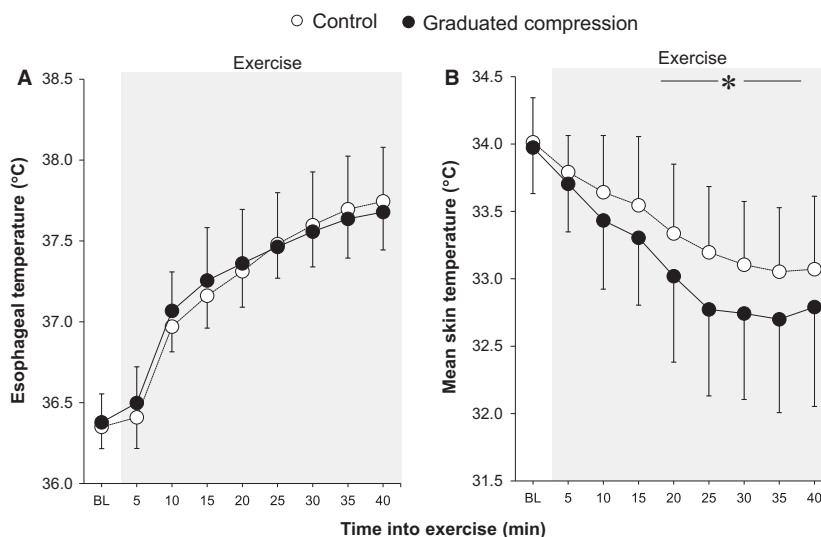 ○ Control ● Graduated compression
A
Exercise
38.5
38.0
37.5
37.0
36.5
36.0
Esophageal temperature (°C)
BL 5 10 15 20 25 30 35 40
B
Exercise
*
34.5
34.0
33.5
33.0
32.5
32.0
31.5
Mean skin temperature (°C)
BL 5 10 15 20 25 30 35 40
Time into exercise (min)